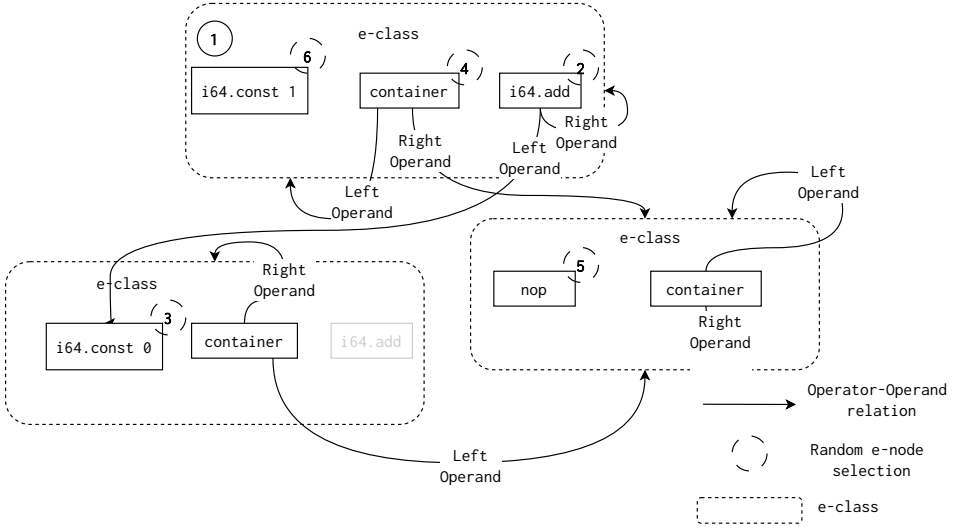 e-class
1
6
4
2
i64.const 1
container
i64.add
Right
Operand
Right
Operand
Left
Operand
Left
Operand
Left
Operand
e-class
5
nop
container
Right
Operand
e-class
Right
Operand
3
i64.const 0
container
i64.add
Left
Operand
Operator-Operand
relation
Random e-node
selection
e-class